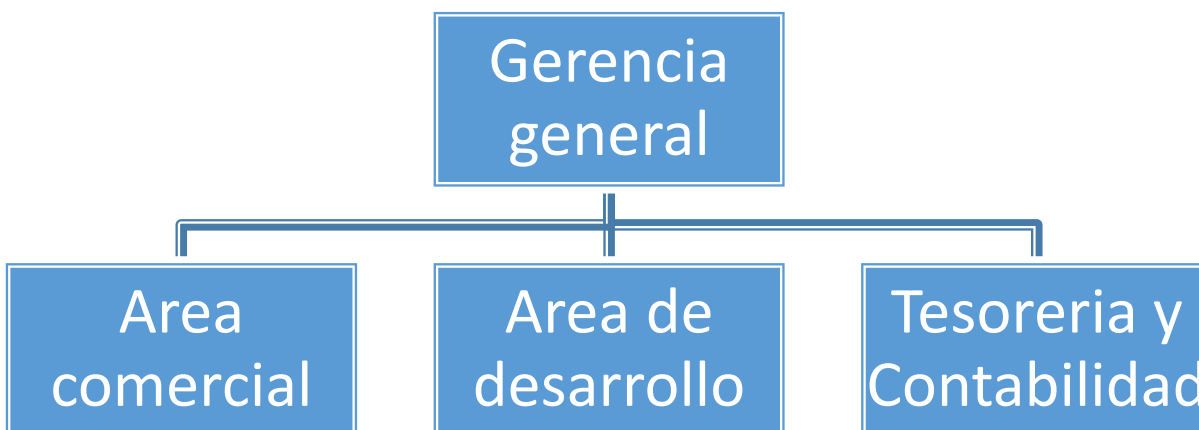 Gerencia
general
Area
comercial
Area de
desarrollo
Tesoreria y
Contabilidad